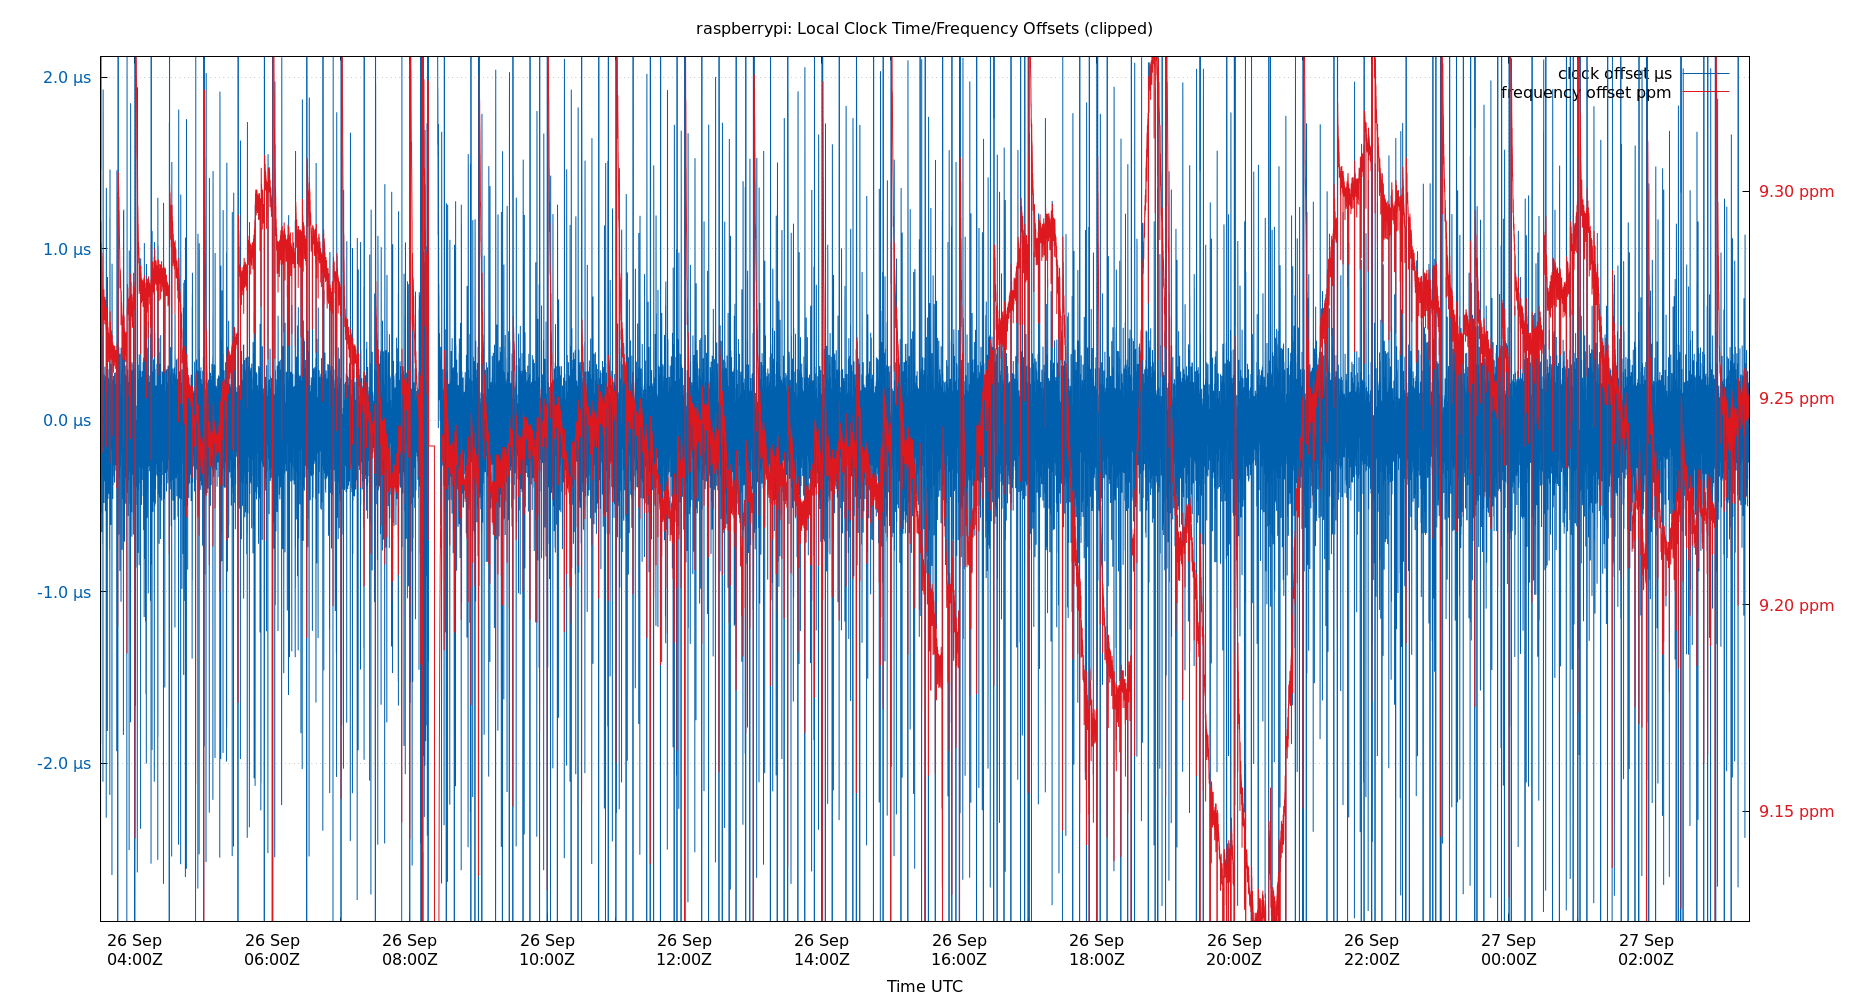 raspberrypi: Local Clock Time/Frequency Offsets (clipped)
clock offset µs
frequency offset ppm
2.0 µs
1.0 µs
0.0 µs
-1.0 µs
-2.0 µs
9.30 ppm
9.25 ppm
9.20 ppm
9.15 ppm
26 Sep 26 Sep 26 Sep 26 Sep 26 Sep 26 Sep 26 Sep 26 Sep 26 Sep 26 Sep 27 Sep 27 Sep
04:00Z 06:00Z 08:00Z 10:00Z 12:00Z 14:00Z 16:00Z 18:00Z 20:00Z 22:00Z 00:00Z 02:00Z
Time UTC